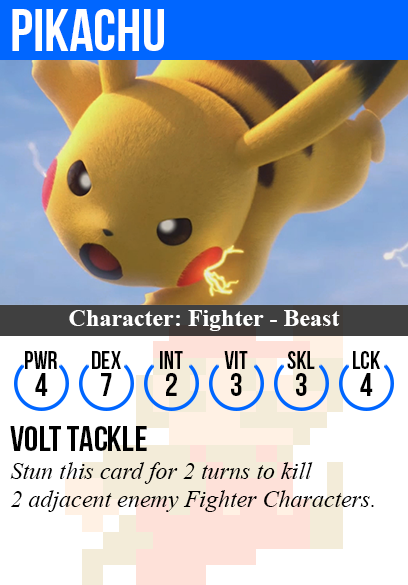 PIKACHU
Character: Fighter - Beast
PWR DEX INT VIT SKL LCK
4 7 2 3 3 4
VOLT TACKLE
Stun this card for 2 turns to kill
2 adjacent enemy Fighter Characters.